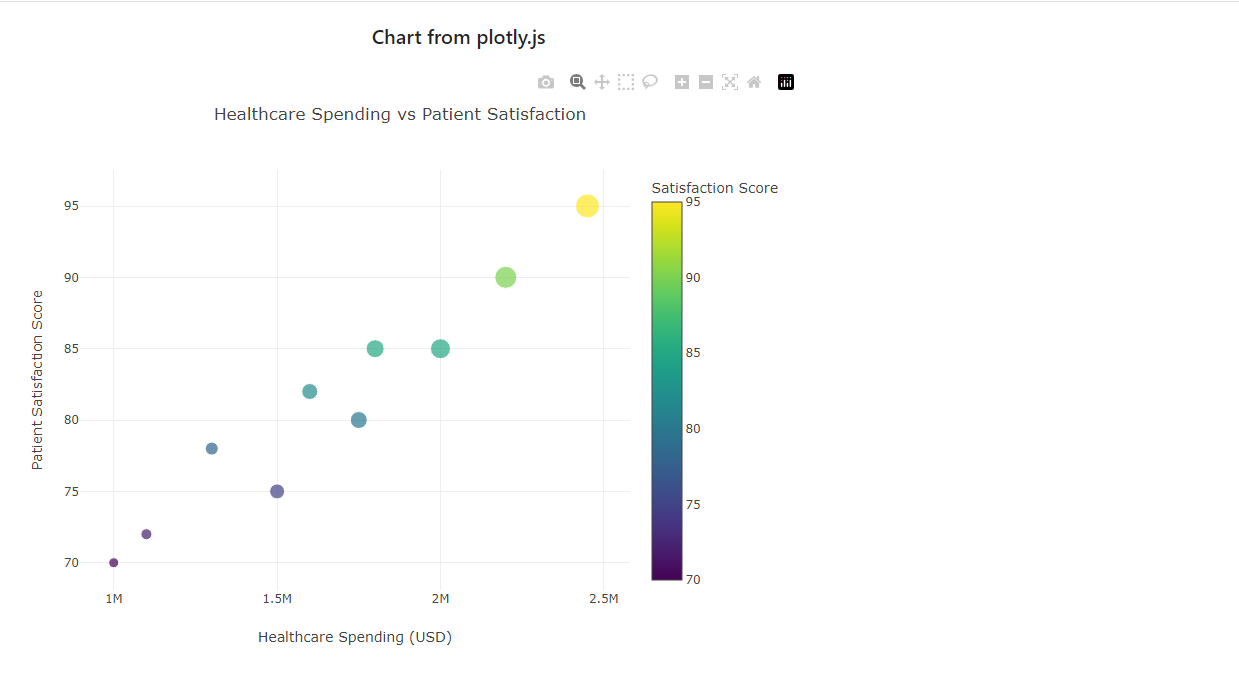 Chart from plotly.js
Healthcare Spending vs Patient Satisfaction
Satisfaction Score
95
90
85
80
75
70
Patient Satisfaction Score
95
90
85
80
75
70
1M
1.5M
2M
2.5M
Healthcare Spending (USD)